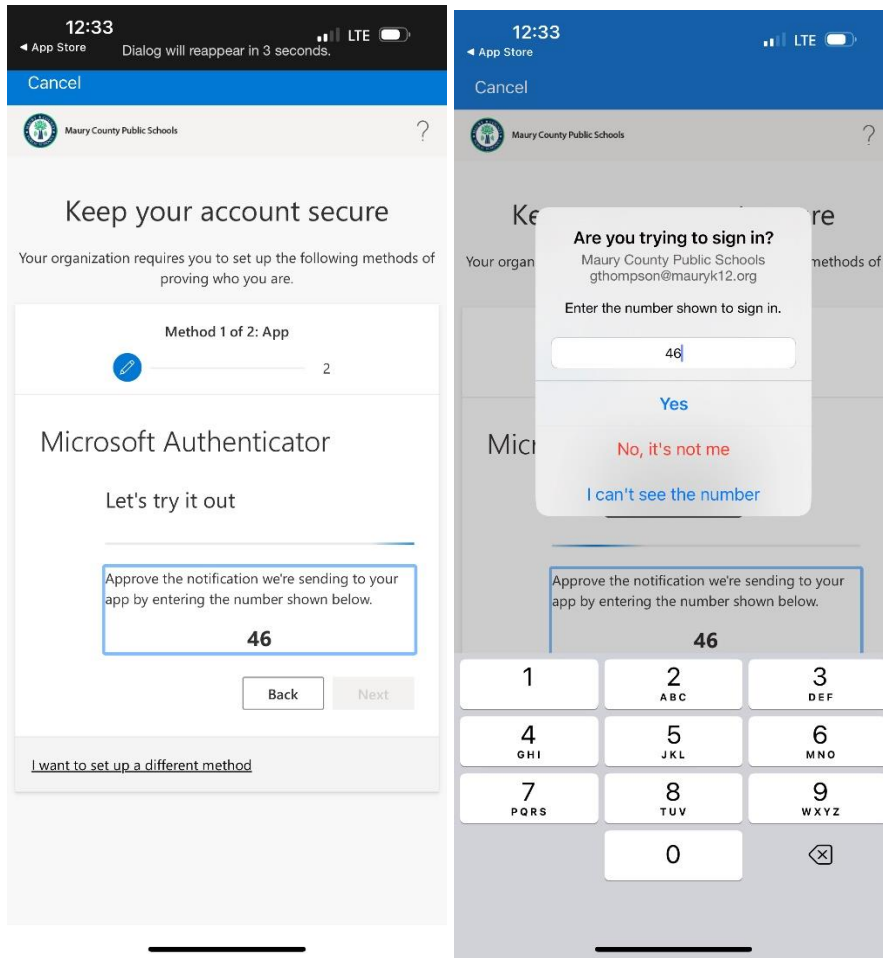 12:33
LTE
◄ App Store
Dialog will reappear in 3 seconds.
Cancel
Maury County Public Schools
?
Keep your account secure
Your organization requires you to set up the following methods of
proving who you are.
Method 1 of 2: App
2
Microsoft Authenticator
Let's try it out
Approve the notification we're sending to your
app by entering the number shown below.
46
Back
Next
I want to set up a different method
12:33
LTE
◄ App Store
Cancel
Maury County Public Schools
?
Ke
re
Your organ
methods of
Are you trying to sign in?
Maury County Public Schools
gthompson@mauryk12.org
Enter the number shown to sign in.
46
Yes
Micr
No, it's not me
I can't see the number
Approve the notification we're sending to your
app by entering the number shown below.
46
1
2
ABC
3
DEF
4
GHI
5
JKL
6
MNO
7
PQRS
8
TUV
9
WXYZ
0